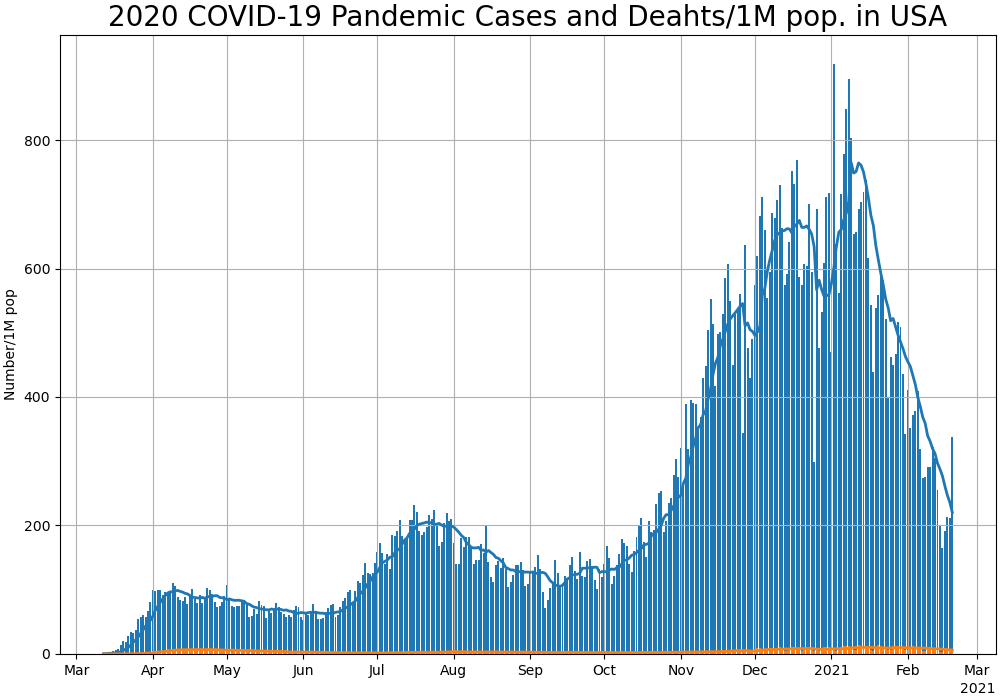 2020 COVID-19 Pandemic Cases and Deahts/1M pop. in USA
Number/1M pop
800
600
400
200
0
Mar Apr May Jun Jul Aug Sep Oct Nov Dec 2021 Feb Mar
2021